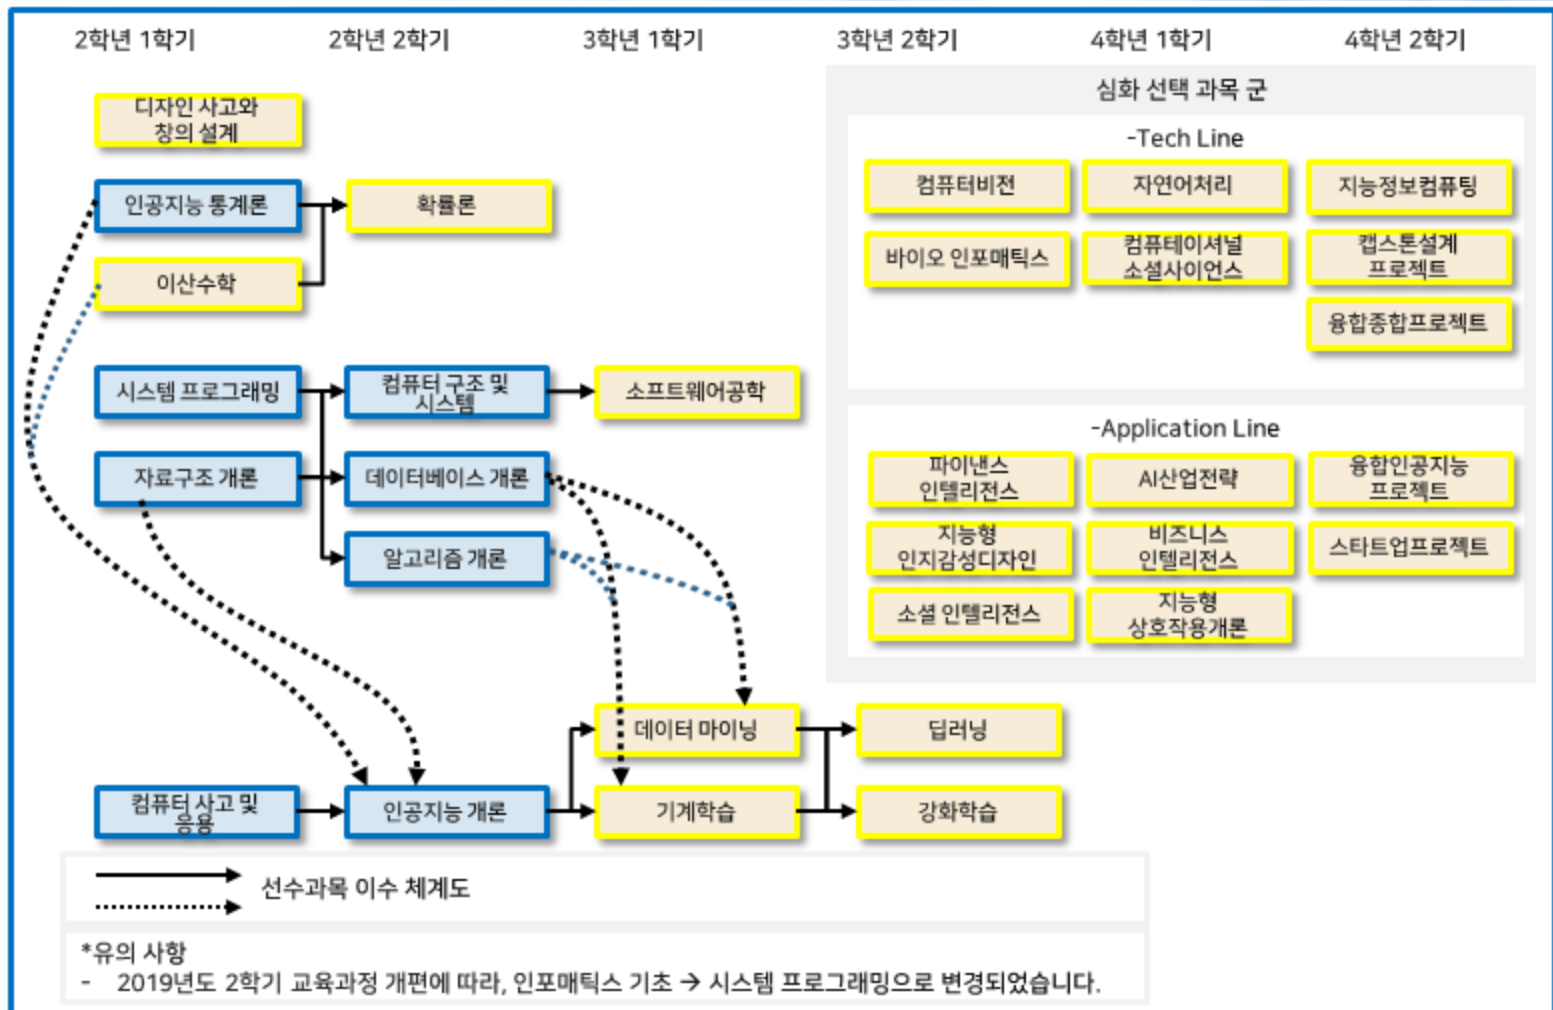 2학년 1학기
2학년 2학기
3학년 1학기
3학년 2학기
4학년 1학기
4학년 2학기
디자인 사고와
창의 설계
인공지능 통계론
확률론
이산수학
시스템 프로그래밍
컴퓨터 구조 및
시스템
소프트웨어공학
자료구조 개론
데이터베이스 개론
알고리즘 개론
데이터 마이닝
딥러닝
컴퓨터 사고 및
응용
인공지능 개론
기계학습
강화학습
심화 선택 과목 군
-Tech Line
컴퓨터비전
자연어처리
지능정보컴퓨팅
바이오 인포매틱스
컴퓨테이셔널
소셜사이언스
캡스톤설계
프로젝트
융합종합프로젝트
-Application Line
파이낸스
인텔리전스
AI산업전략
융합인공지능
프로젝트
지능형
인지감성디자인
비즈니스
인텔리전스
스타트업프로젝트
소셜 인텔리전스
지능형
상호작용개론
선수과목 이수 체계도
*유의 사항
- 2019년도 2학기 교육과정 개편에 따라, 인포매틱스 기초 → 시스템 프로그래밍으로 변경되었습니다.